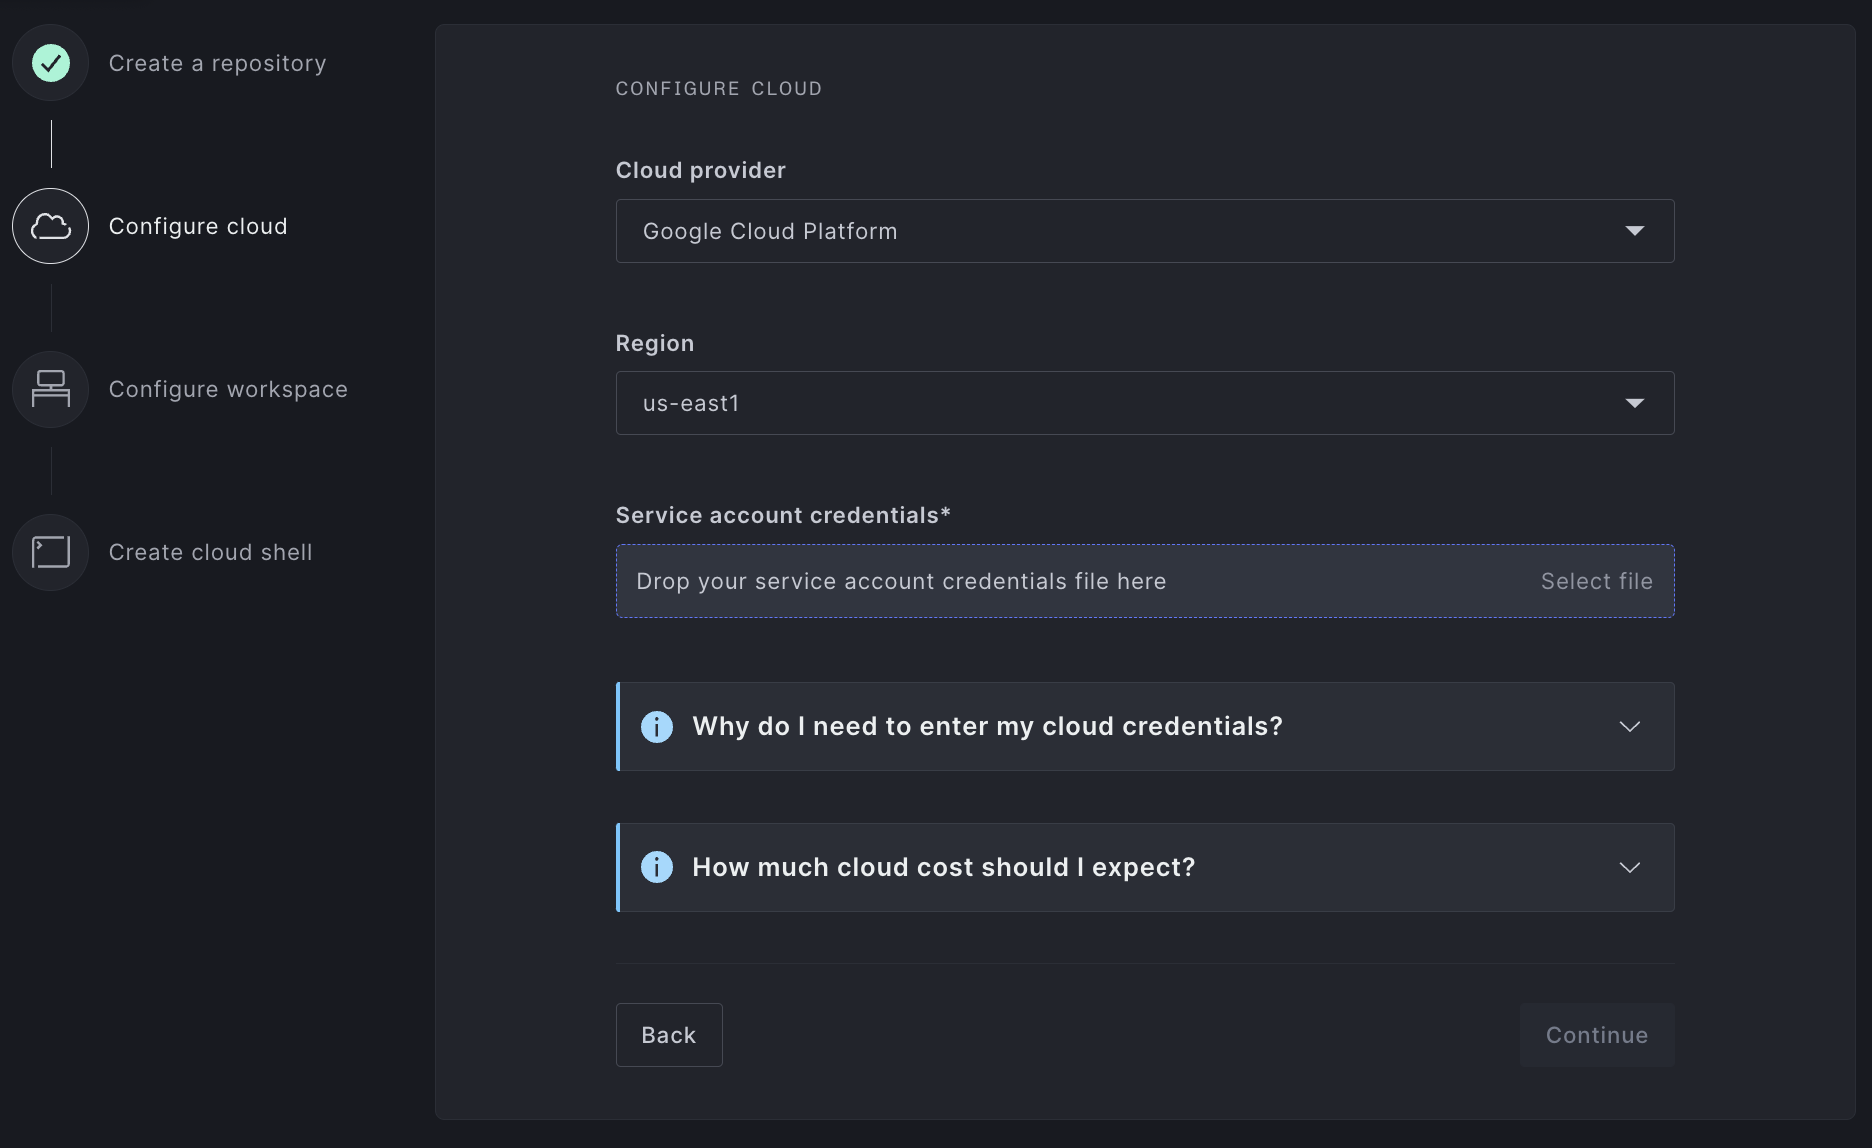 Create a repository
Configure cloud
Configure workspace
Create cloud shell
CONFIGURE CLOUD
Cloud provider
Google Cloud Platform
Region
us-east1
Service account credentials*
Drop your service account credentials file here
Select file
Why do I need to enter my cloud credentials?
How much cloud cost should I expect?
Back
Continue